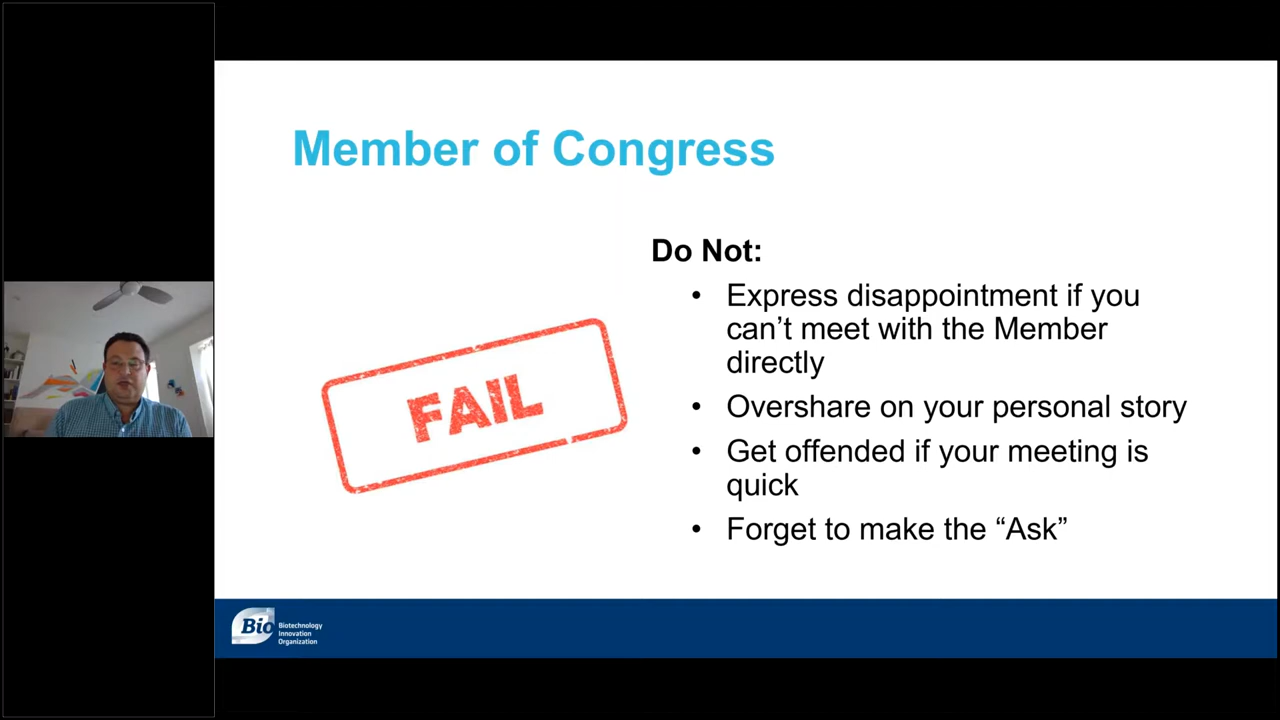 Member of Congress
Do Not:
• Express disappointment if you
can’t meet with the Member
directly
• Overshare on your personal story
• Get offended if your meeting is
quick
• Forget to make the “Ask”
FAIL
Bio
Biotechnology
Innovation
Organization